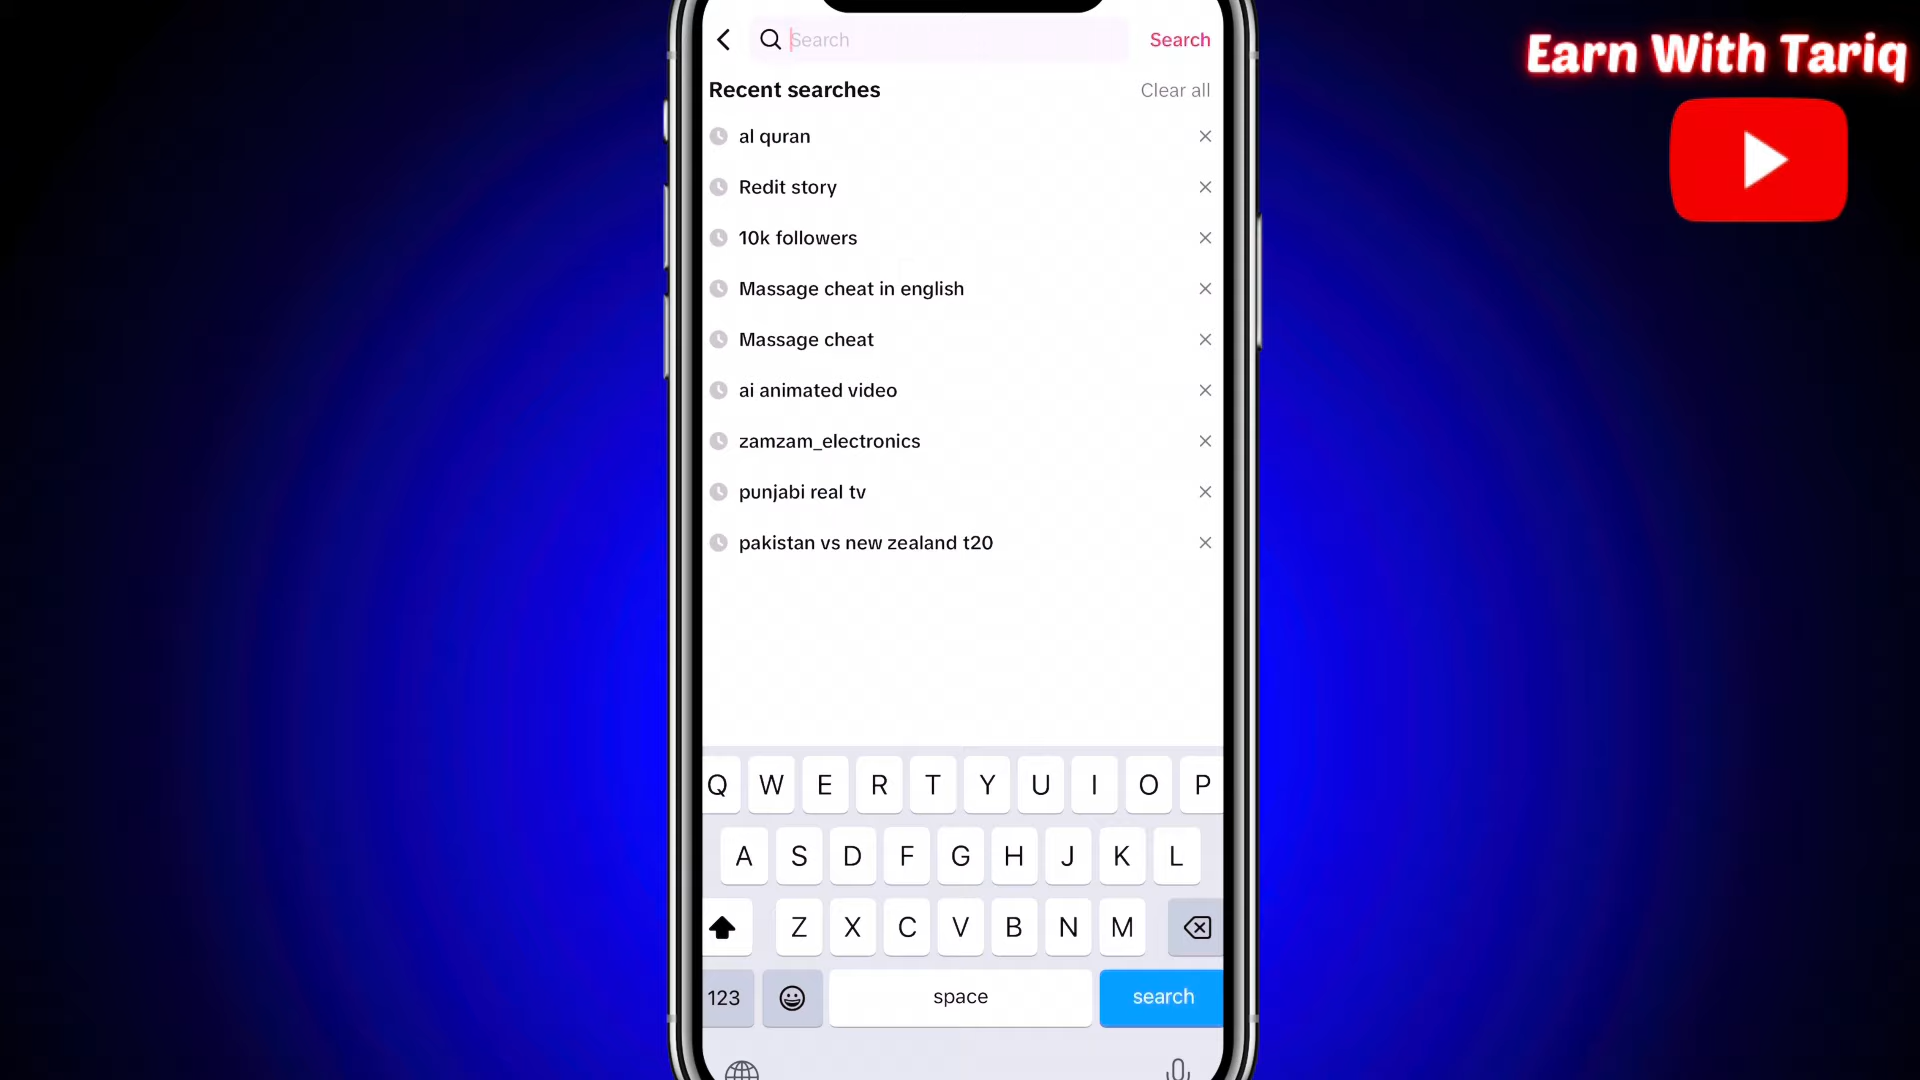 Search
Search
Earn With Tariq
Recent searches
Clear all
al quran
Redit story
10k followers
Massage cheat in english
Massage cheat
ai animated video
zamzam_electronics
punjabi real tv
pakistan vs new zealand t20
Q W E R T Y U I O P
A S D F G H J K L
Z X C V B N M
123
space
search